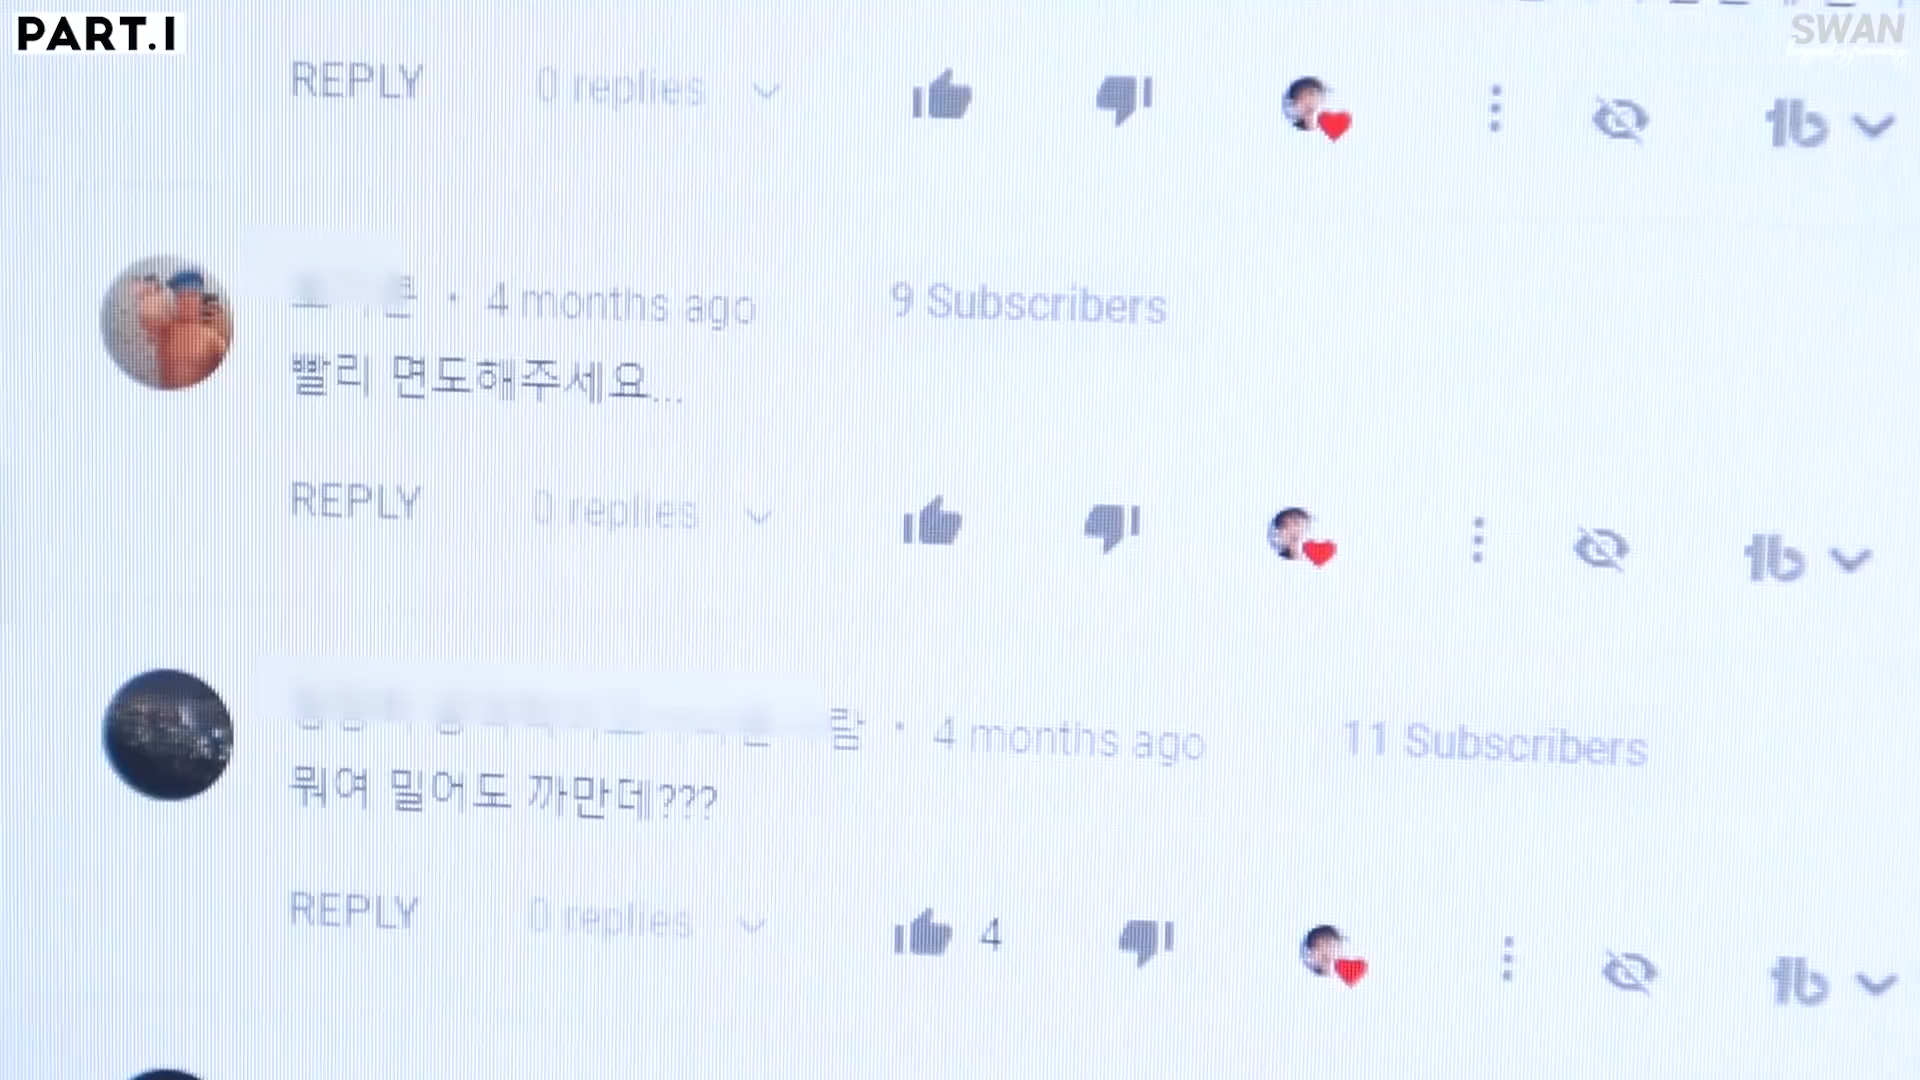 PART.I
SWAN
REPLY 0 replies
4 months ago 9 Subscribers
빨리 면도해주세요...
REPLY 0 replies
람 · 4 months ago 11 Subscribers
뭐여 밀어도 까만데???
REPLY 0 replies 4